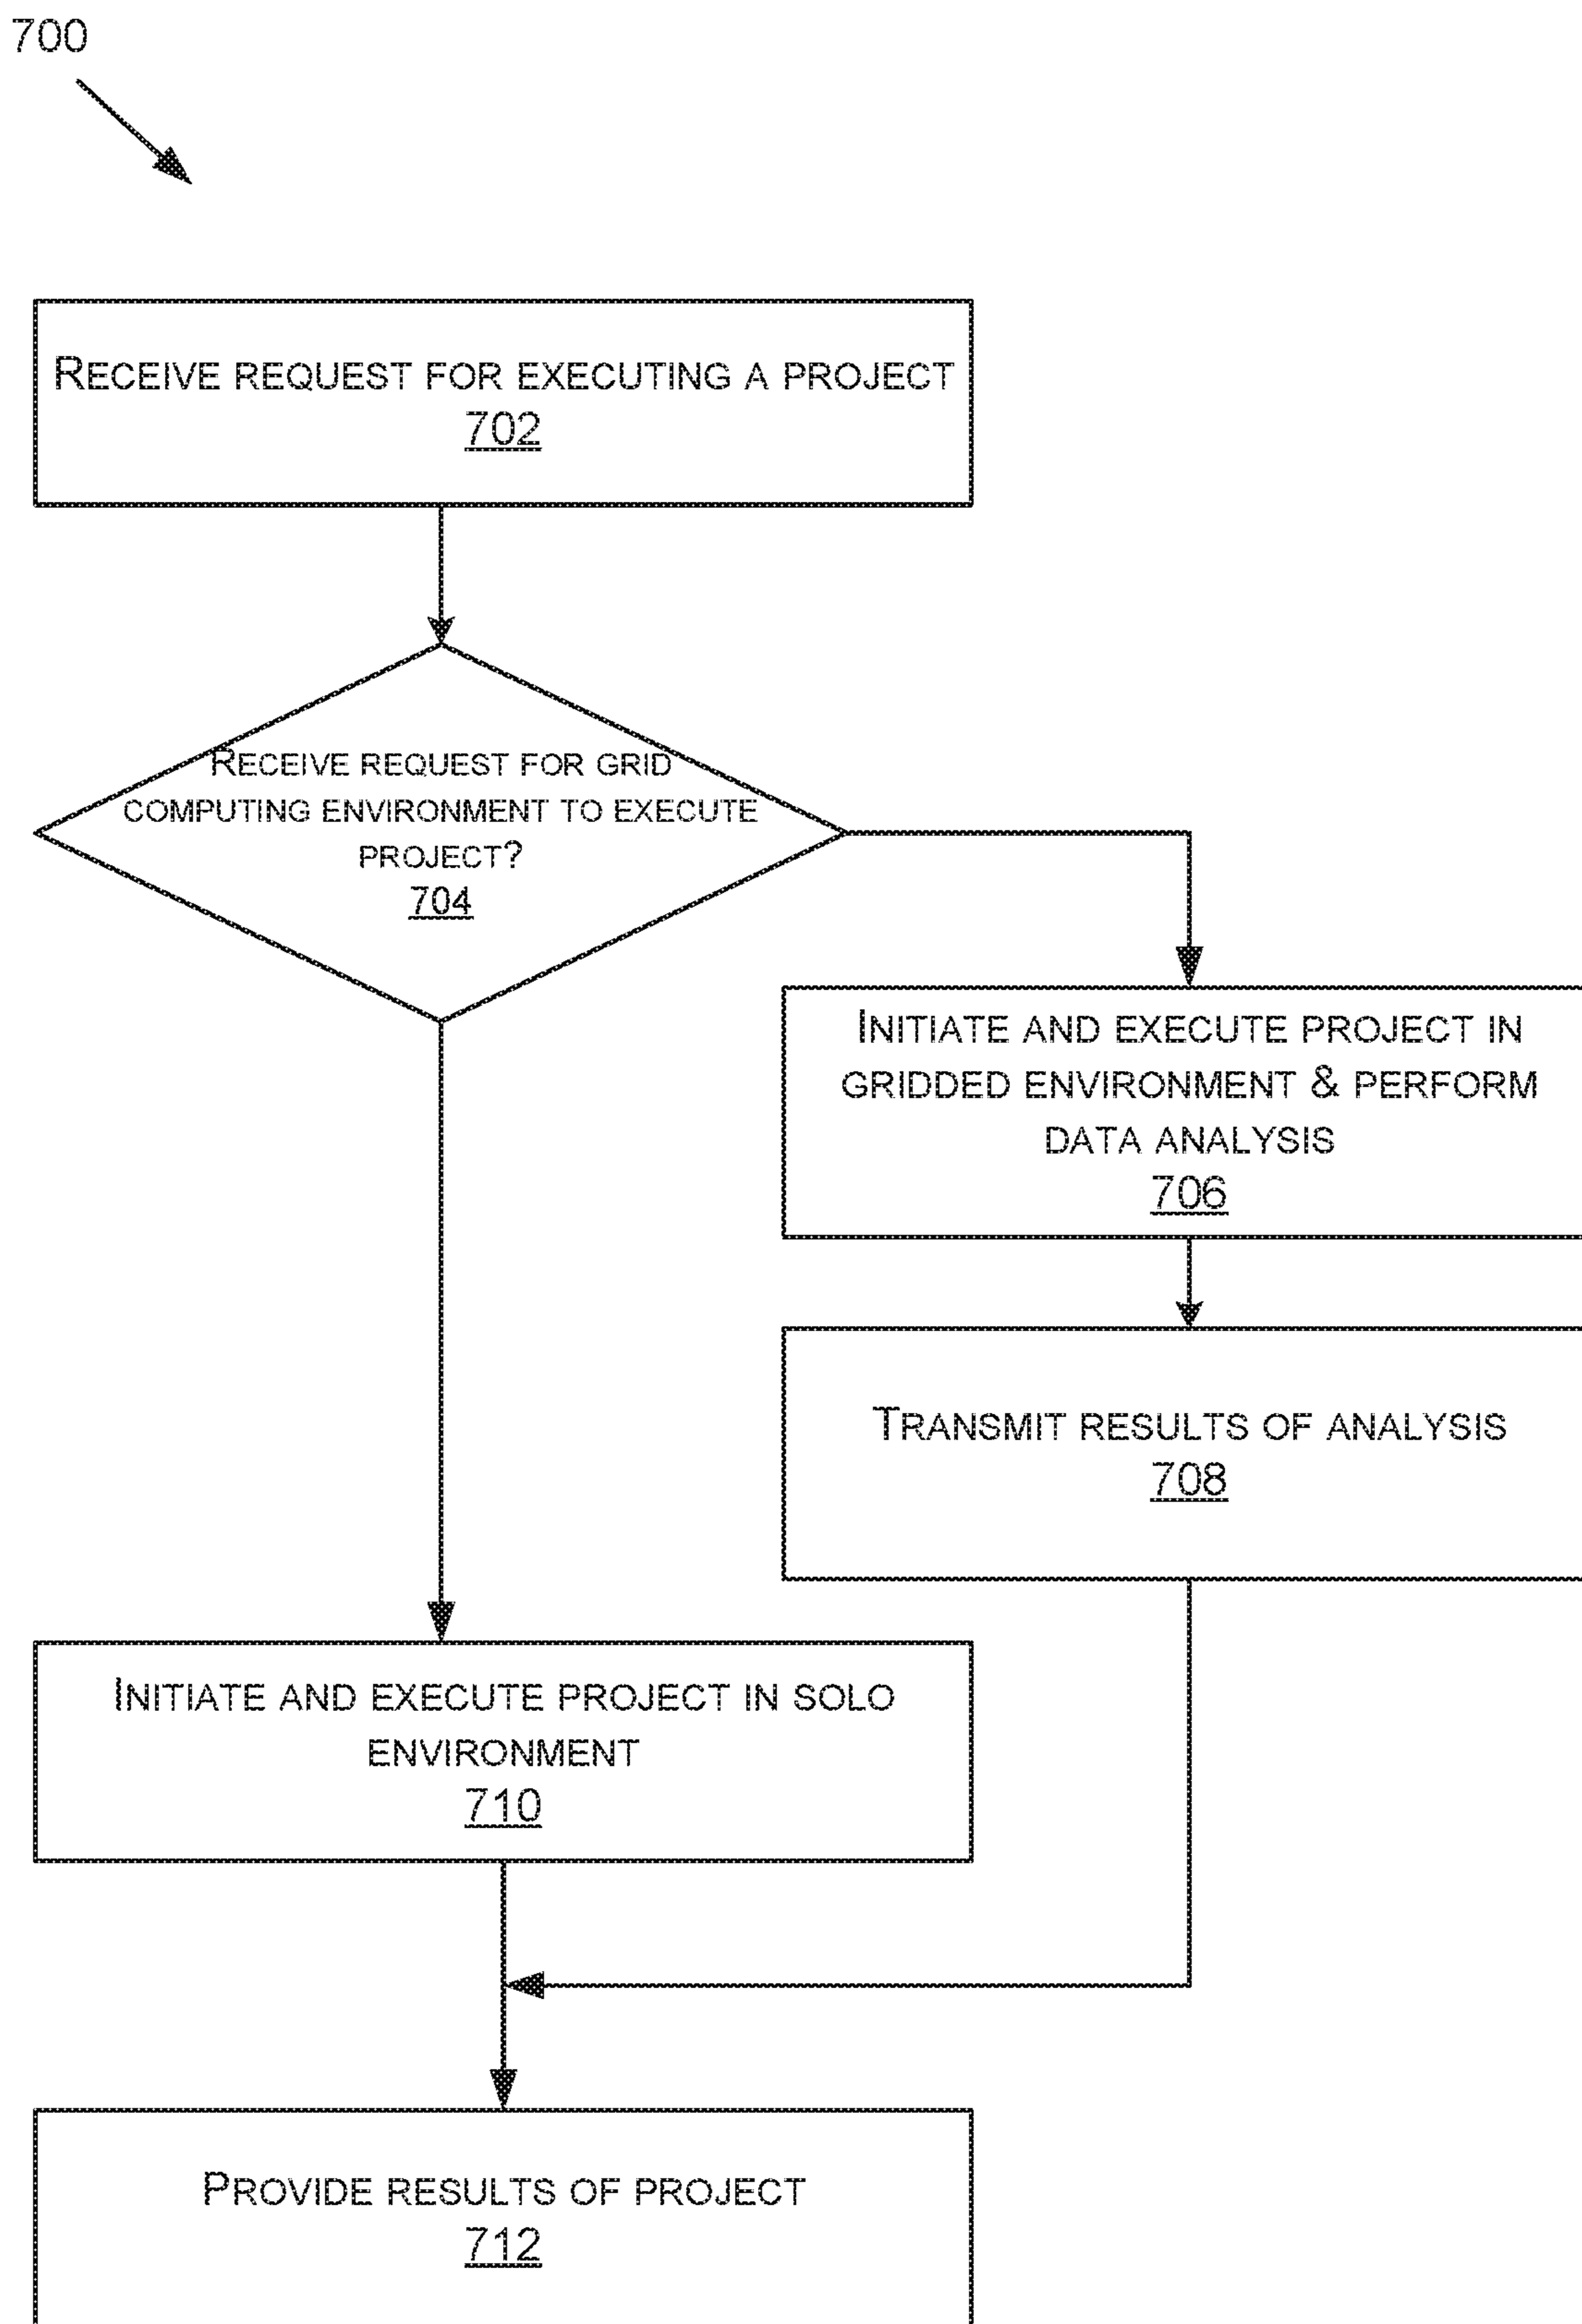 700
RECEIVE REQUEST FOR EXECUTING A PROJECT
702
RECEIVE REQUEST FOR GRID
COMPUTING ENVIRONMENT TO EXECUTE
PROJECT?
704
INITIATE AND EXECUTE PROJECT IN
GRIDDED ENVIRONMENT & PERFORM
DATA ANALYSIS
706
TRANSMIT RESULTS OF ANALYSIS
708
INITIATE AND EXECUTE PROJECT IN SOLO
ENVIRONMENT
710
PROVIDE RESULTS OF PROJECT
712